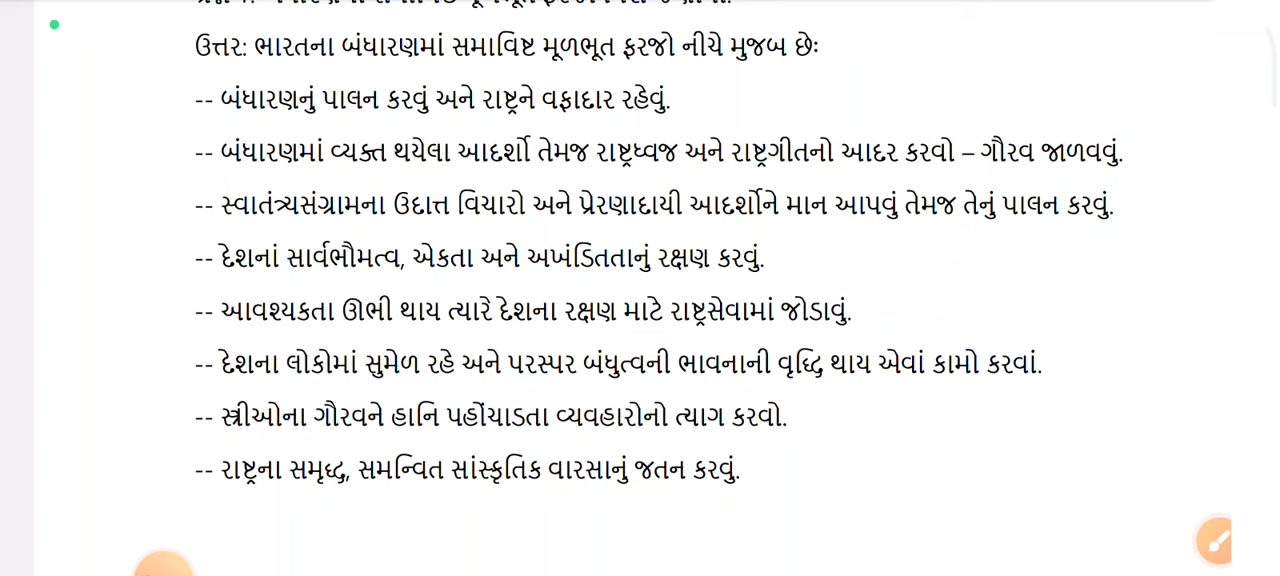 ઉત્તર: ભારતના બંધારણમાં સમાવિષ્ટ મૂળભૂત ફરજો નીચે મુજબ છેઃ
-- બંધારણનું પાલન કરવું અને રાષ્ટ્રને વફાદાર રહેવું.
-- બંધારણમાં વ્યક્ત થયેલા આદર્શો તેમજ રાષ્ટ્રધ્વજ અને રાષ્ટ્રગીતનો આદર કરવો – ગૌરવ જાળવવું.
-- સ્વાતંત્ર્યસંગ્રામના ઉદાત્ત વિચારો અને પ્રેરણાદાયી આદર્શોને માન આપવું તેમજ તેનું પાલન કરવું.
-- દેશનાં સાર્વભૌમત્વ, એકતા અને અખંડિતતાનું રક્ષણ કરવું.
-- આવશ્યકતા ઊભી થાય ત્યારે દેશના રક્ષણ માટે રાષ્ટ્રસેવામાં જોડાવું.
-- દેશના લોકોમાં સુમેળ રહે અને પરસ્પર બંધુત્વની ભાવનાની વૃધ્ધિ થાય એવાં કામો કરવાં.
-- સ્ત્રીઓના ગૌરવને હાનિ પહોંચાડતા વ્યવહારોનો ત્યાગ કરવો.
-- રાષ્ટ્રના સમૃધ્ધ, સમન્વિત સાંસ્કૃતિક વારસાનું જતન કરવું.